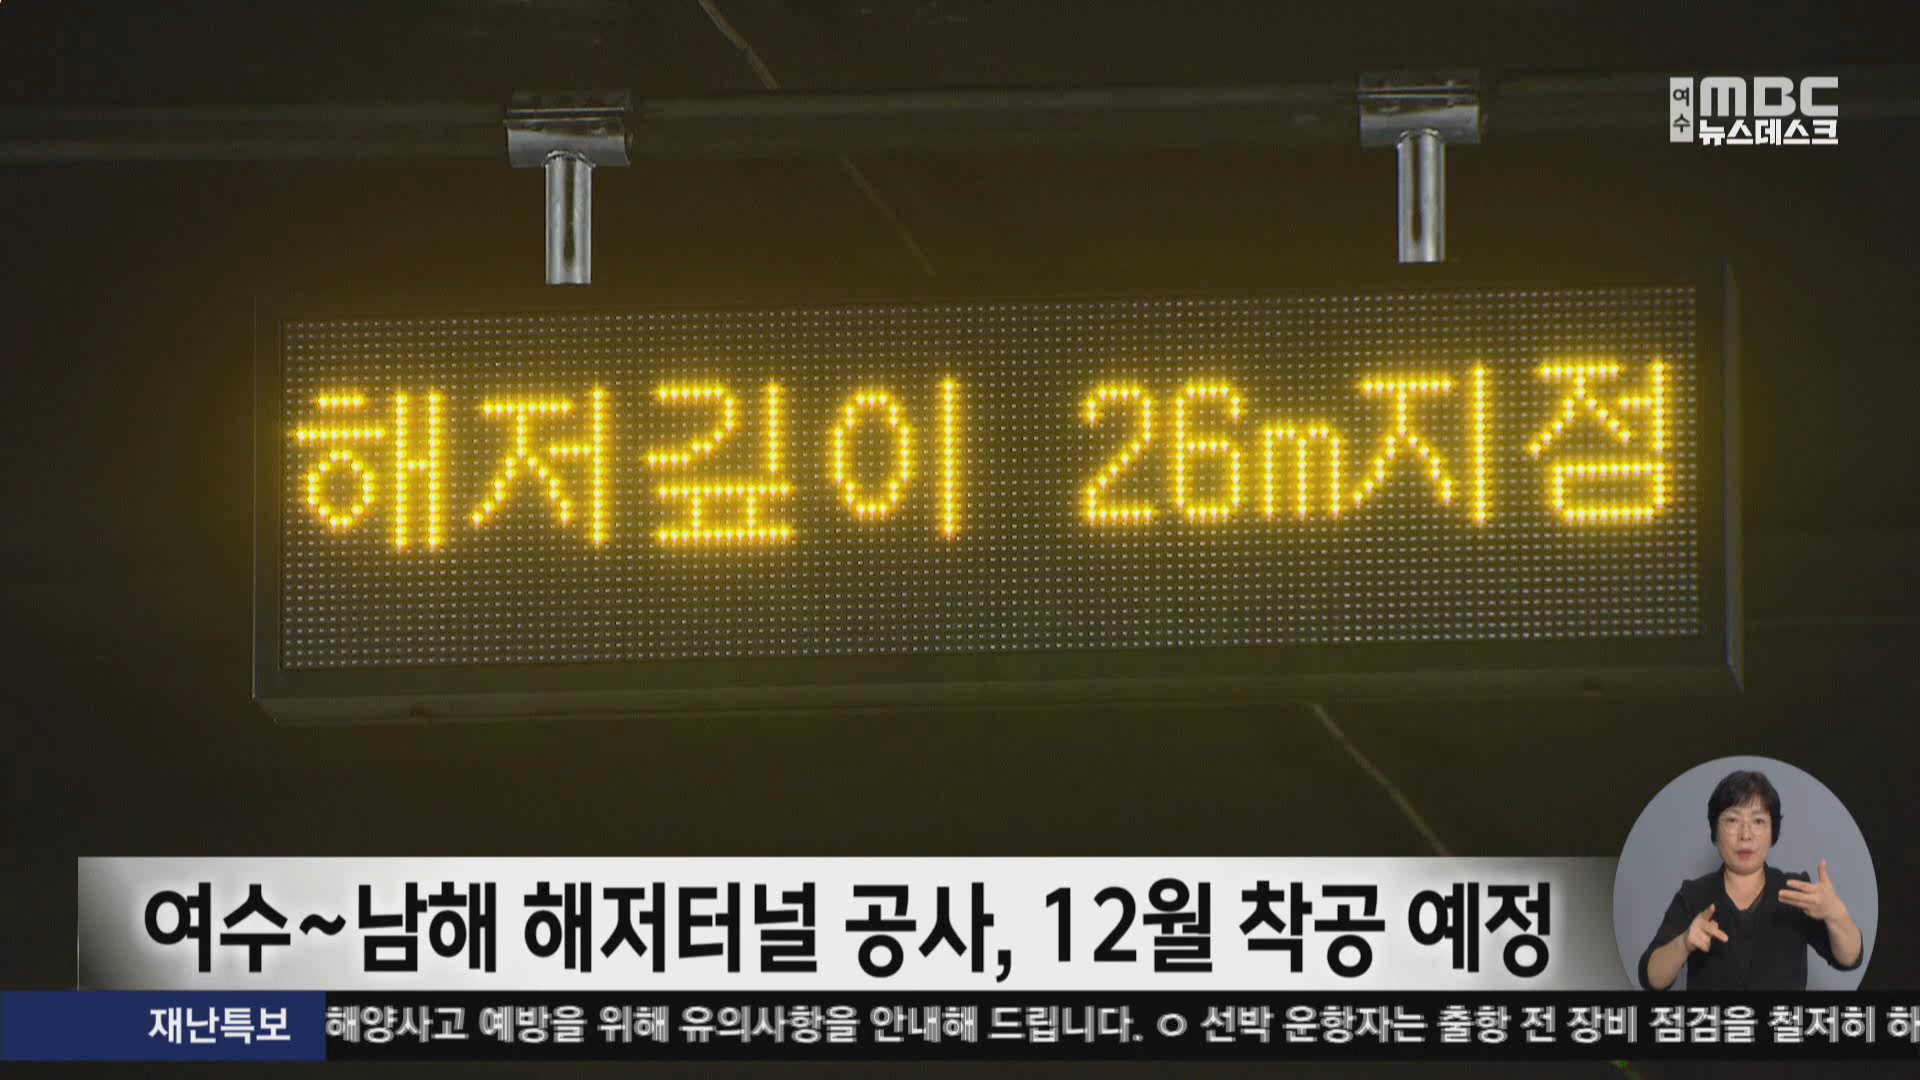 여수
MBC
뉴스데스크
해저깊이 26m지점
여수~남해 해저터널 공사, 12월 착공 예정
재난특보
해양사고 예방을 위해 유의사항을 안내해 드립니다. ㅇ 선박 운항자는 출항 전 장비 점검을 철저히 하